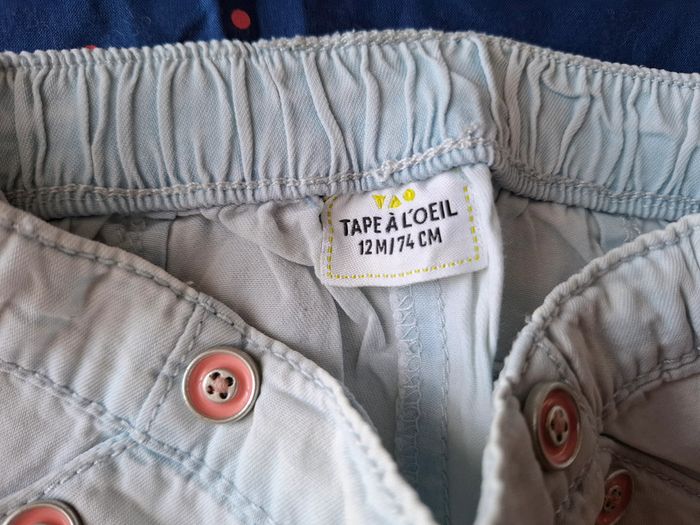 TAO
TAPE À L'OEIL
12M/74 CM